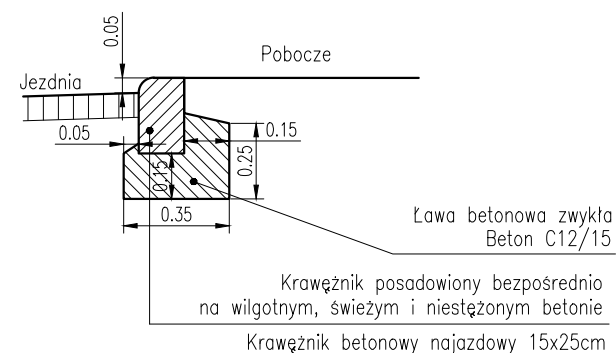 0.05
Pobocze
Jezdnia
0.05
0.15
0.15
0.25
0.35
Ława betonowa zwykła
Beton C12/15
Krawężnik posadowiony bezpośrednio
na wilgotnym, świeżym i niestężonym betonie
Krawężnik betonowy najazdowy 15x25cm